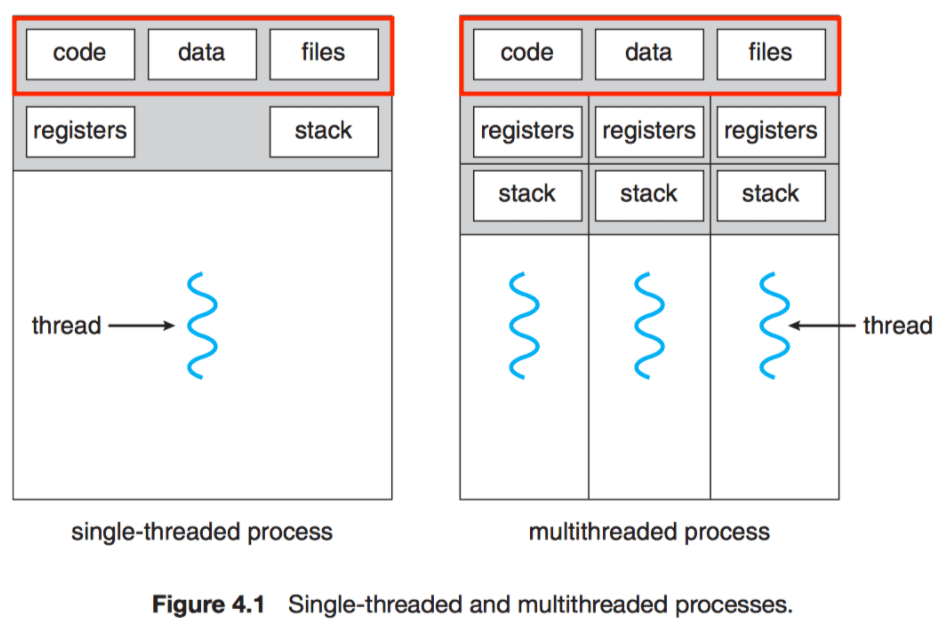 code data files code data files
registers stack registers registers registers
stack stack stack
thread thread
single-threaded process multithreaded process
Figure 4.1 Single-threaded and multithreaded processes.